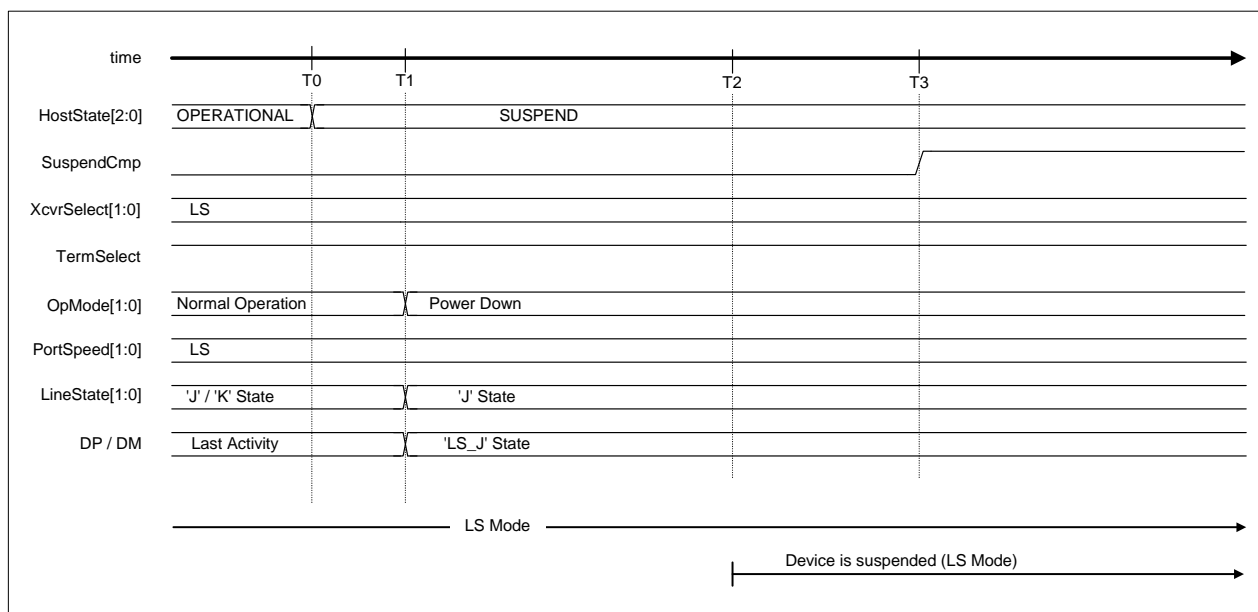 time
T0 T1 T2 T3
HostState[2:0] OPERATIONAL SUSPEND
SuspendCmp
XcvrSelect[1:0] LS
TermSelect
OpMode[1:0] Normal Operation Power Down
PortSpeed[1:0] LS
LineState[1:0] 'J' / 'K' State 'J' State
DP / DM Last Activity 'LS_J' State
LS Mode
Device is suspended (LS Mode)